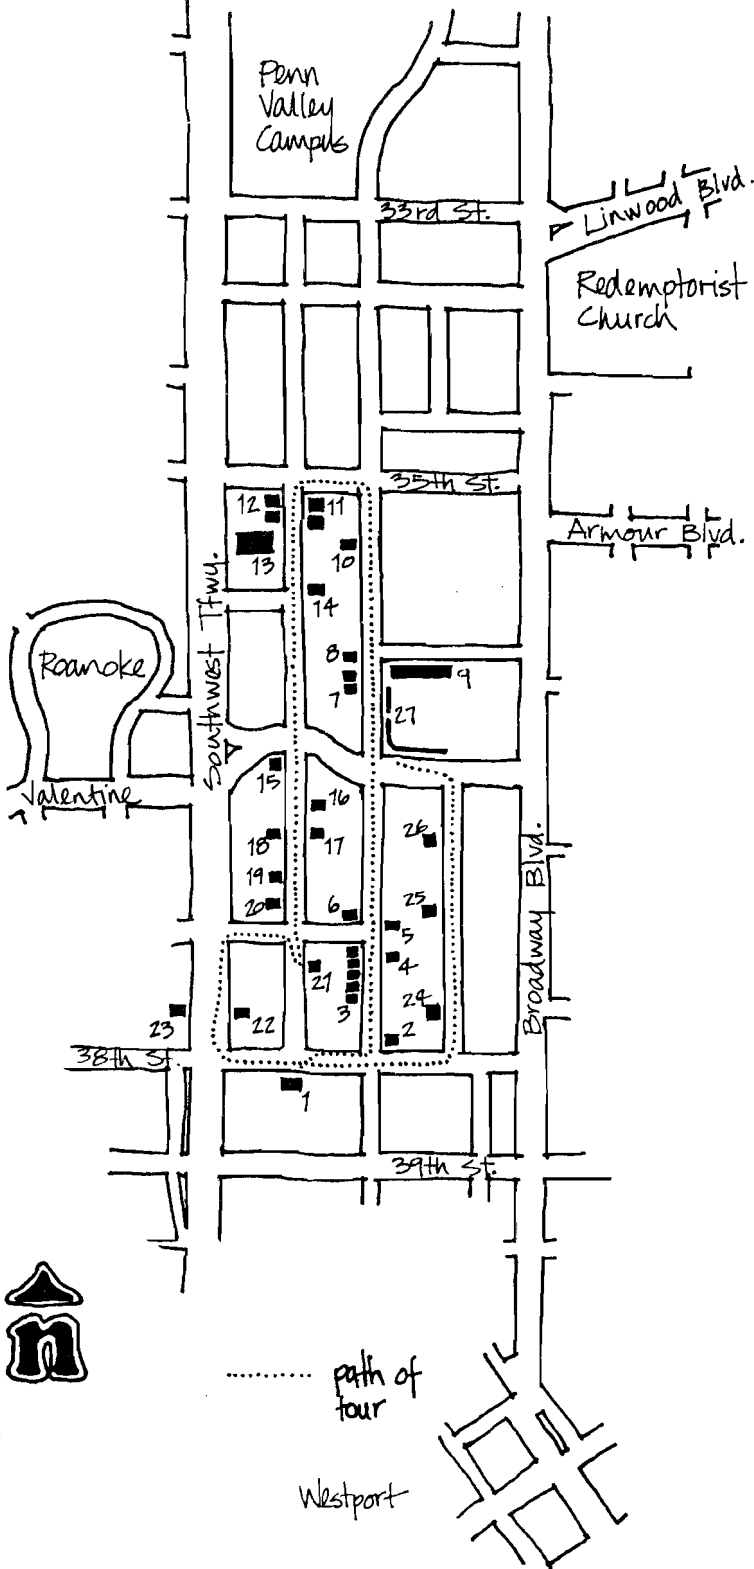 Penn
Valley
Campus
33rd St.
Linwood Blvd.
Redemptorist
Church
35th St.
12
11
Armour Blvd.
13
10
14
Southwest Tfwy.
8
Roanoke
9
7
27
15
Valentine
16
18
17
26
Broadway Blvd.
19
20
6
25
5
21
4
3
24
23
22
2
38th St.
1
39th St.
n
path of
tour
Westport